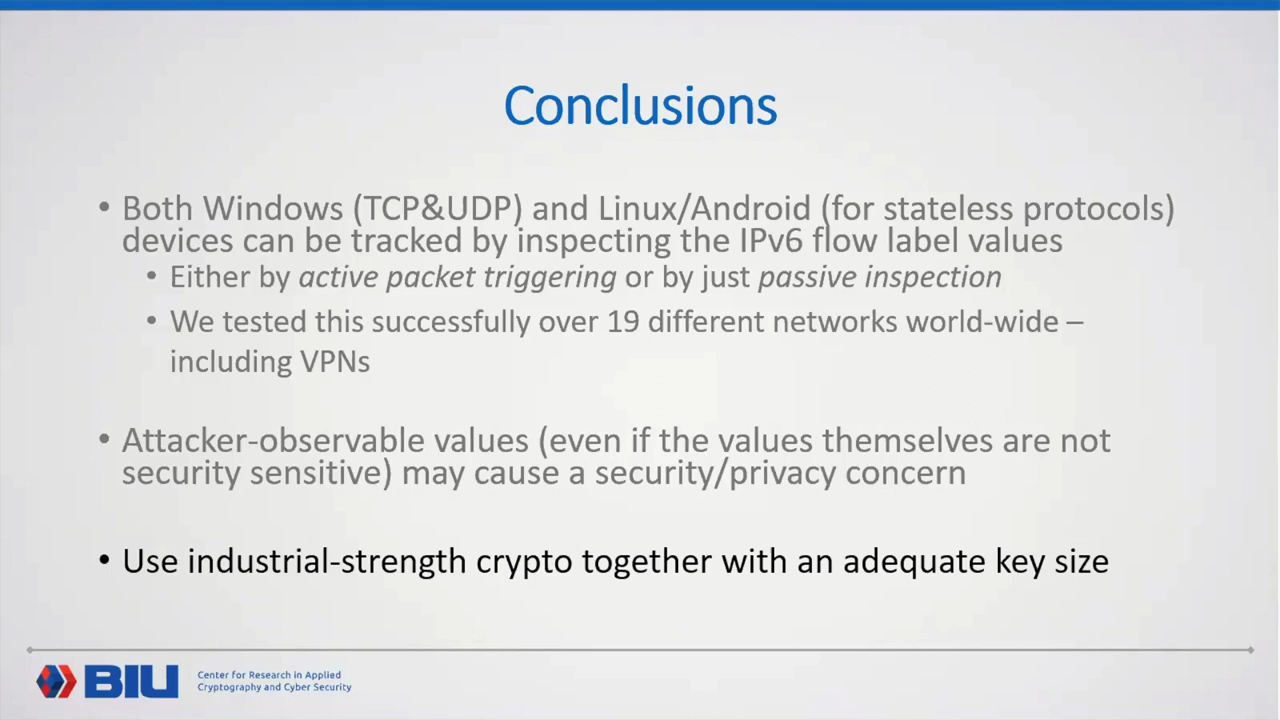 Conclusions
• Both Windows (TCP&UDP) and Linux/Android (for stateless protocols)
devices can be tracked by inspecting the IPv6 flow label values
• Either by active packet triggering or by just passive inspection
• We tested this successfully over 19 different networks world-wide –
including VPNs
• Attacker-observable values (even if the values themselves are not
security sensitive) may cause a security/privacy concern
• Use industrial-strength crypto together with an adequate key size
BIU
Center for Research in Applied
Cryptography and Cyber Security